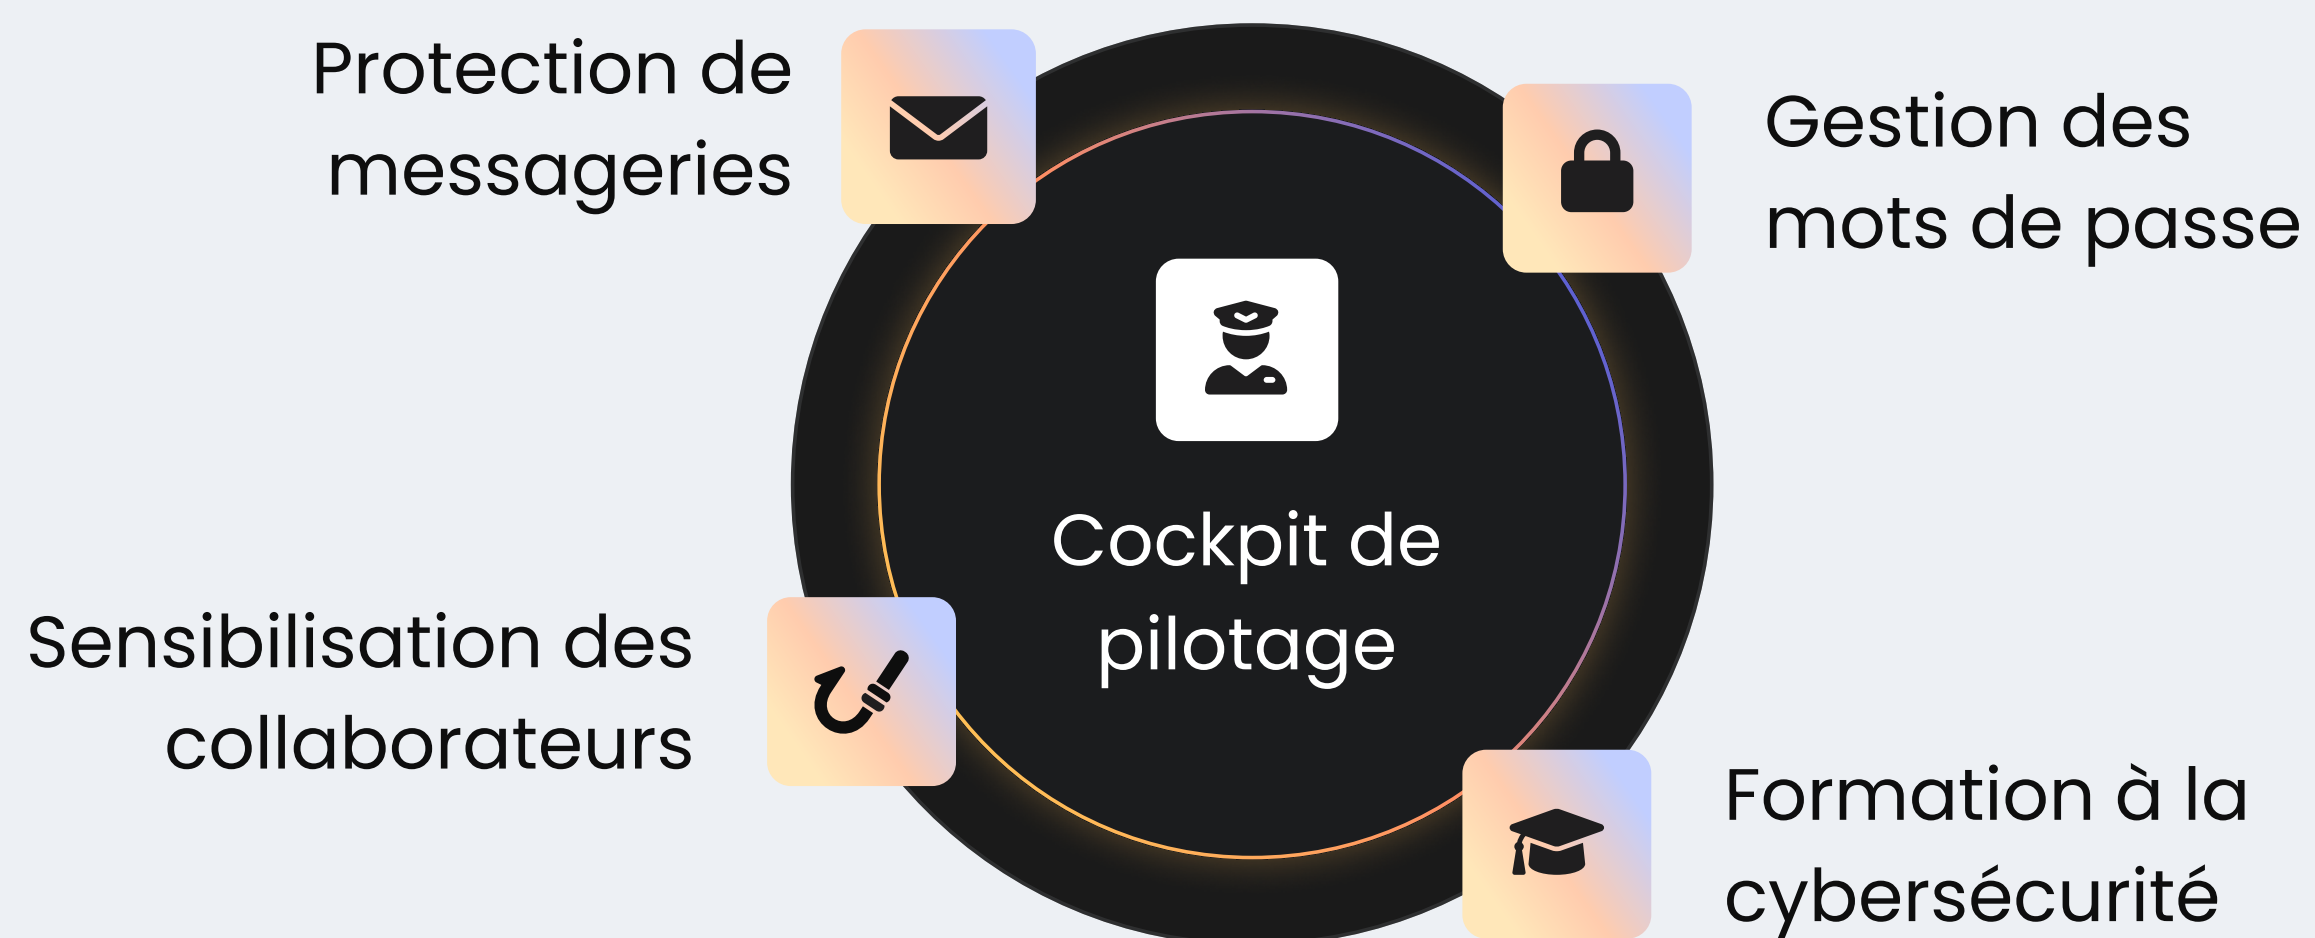 Protection de
messageries
Gestion des
mots de passe
Cockpit de
pilotage
Sensibilisation des
collaborateurs
Formation à la
cybersécurité